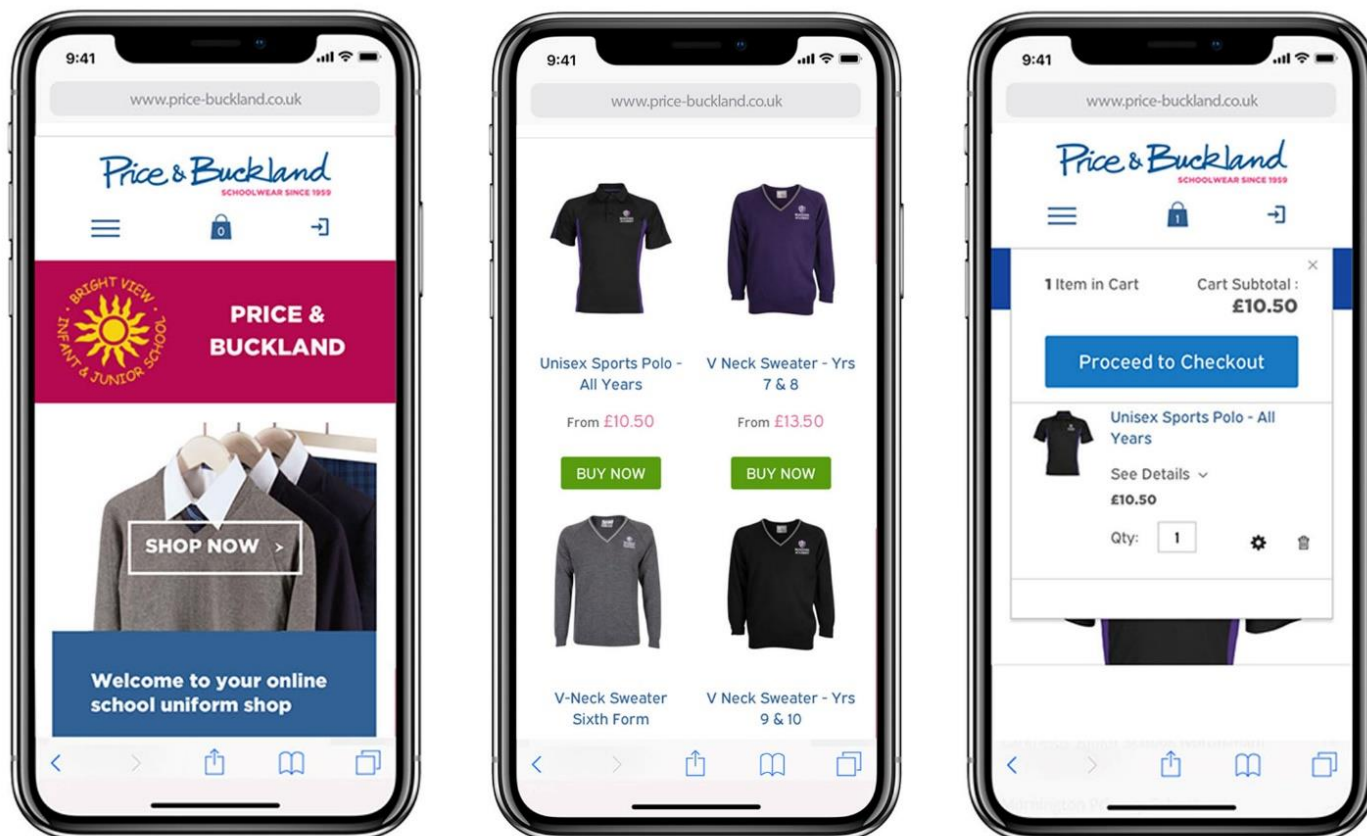 9:41
www.price-buckland.co.uk
Price & Buckland
SCHOOLWEAR SINCE 1959
0
BRIGHT VIEW
INFANT & JUNIOR SCHOOL
PRICE &
BUCKLAND
SHOP NOW >
Welcome to your online
school uniform shop
9:41
www.price-buckland.co.uk
Unisex Sports Polo -
All Years
From £10.50
BUY NOW
V Neck Sweater - Yrs
7 & 8
From £13.50
BUY NOW
V-Neck Sweater
Sixth Form
V Neck Sweater - Yrs
9 & 10
9:41
www.price-buckland.co.uk
Price & Buckland
SCHOOLWEAR SINCE 1959
1
1 Item in Cart
Cart Subtotal :
£10.50
Proceed to Checkout
Unisex Sports Polo - All
Years
See Details
£10.50
Qty: 1